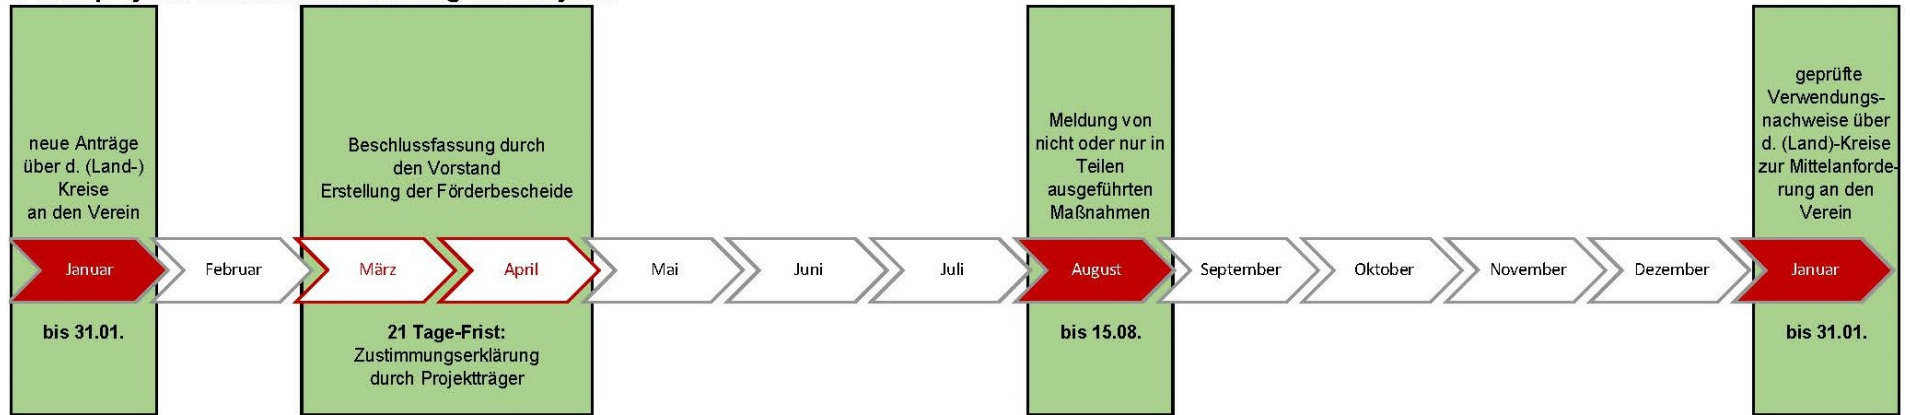 neue Anträge
über d. (Land-)
Kreise
an den Verein
Beschlussfassung durch
den Vorstand
Erstellung der Förderbescheide
Meldung von
nicht oder nur in
Teilen
ausgeführten
Maßnahmen
geprüfte
Verwendungs-
nachweise über
d. (Land)-Kreise
zur Mittelanforde-
rung an den
Verein
Januar
Februar
März
April
Mai
Juni
Juli
August
September
Oktober
November
Dezember
Januar
bis 31.01.
21 Tage-Frist:
Zustimmungserklärung
durch Projektträger
bis 15.08.
bis 31.01.